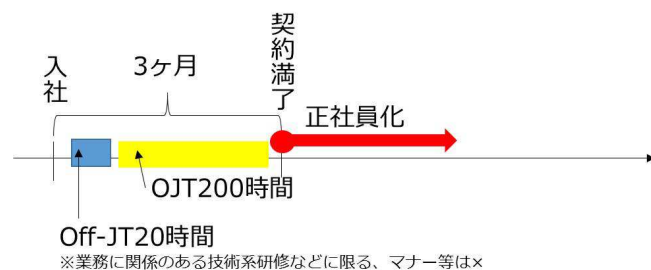 入社
3ケ月
契約満了
正社員化
OJT200時間
Off-JT20時間
※業務に関係のある技術系研修などに限る、マナー等は×